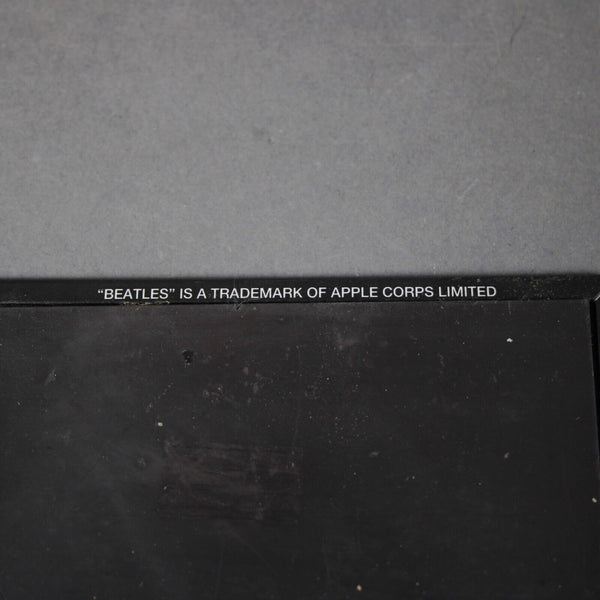 “BEATLES” IS A TRADEMARK OF APPLE CORPS LIMITED